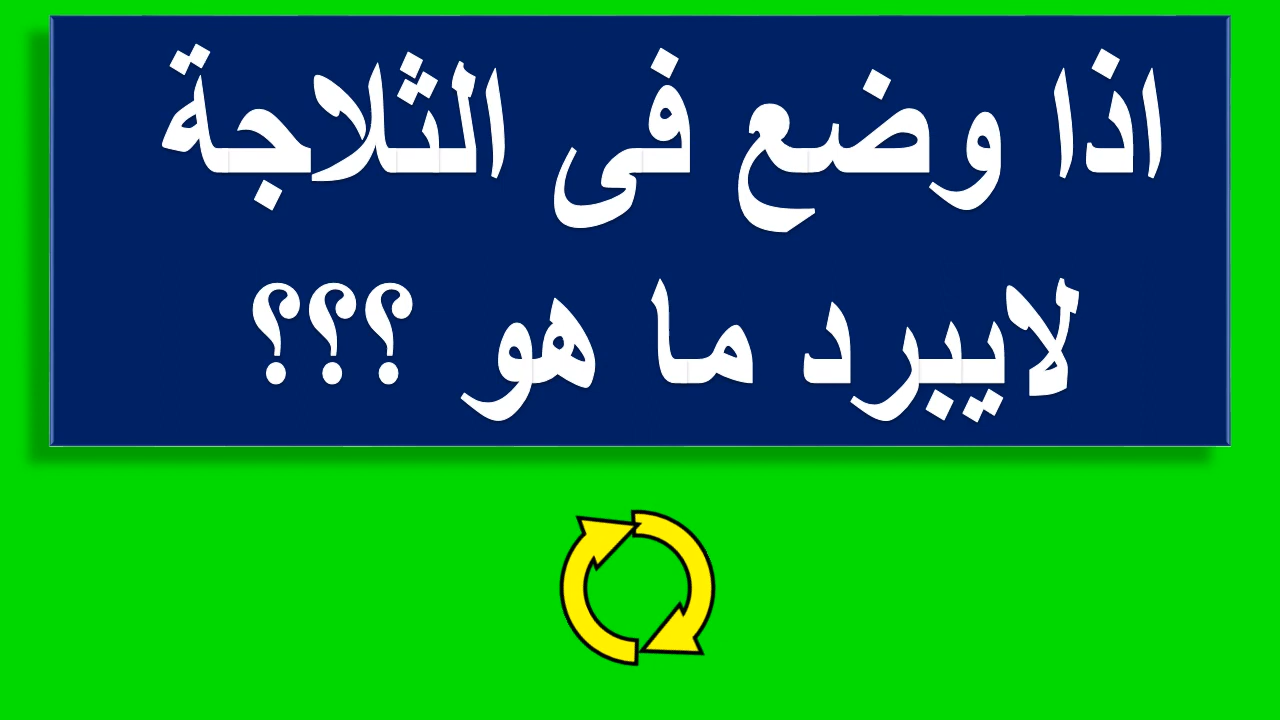 اذا وضع فى الثلاجة
لايبرد ما هو ؟؟؟